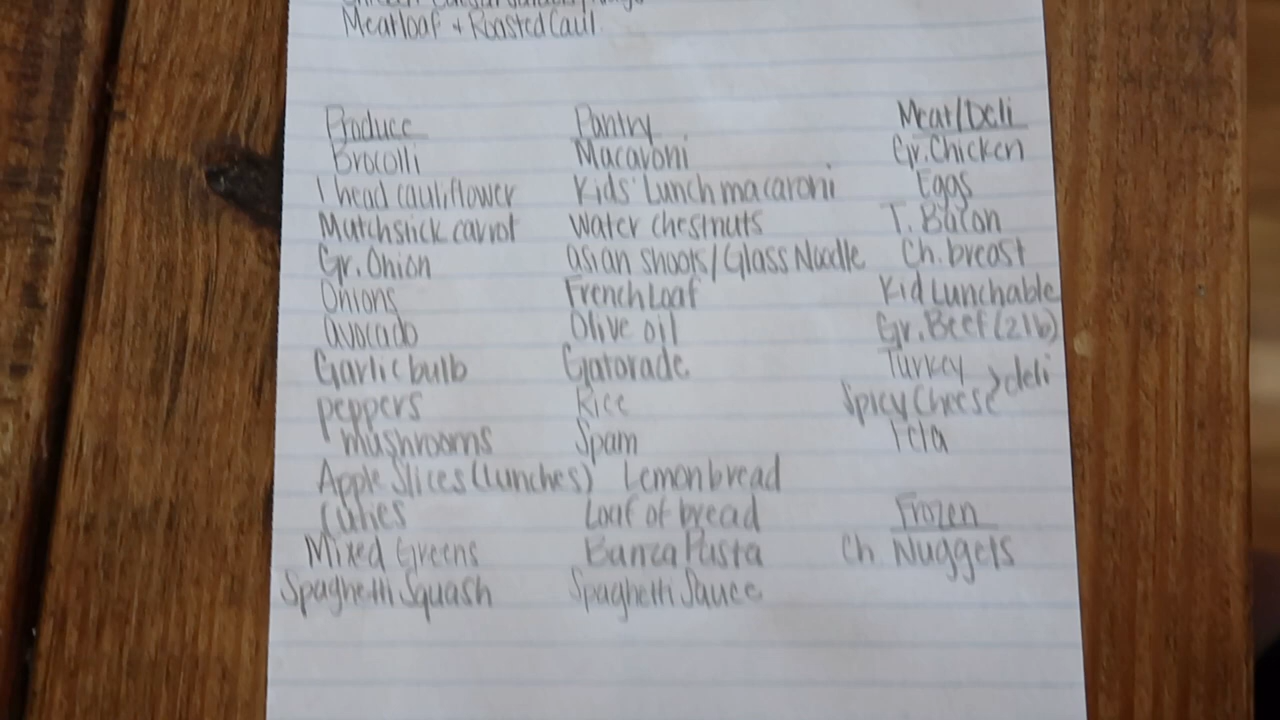 Meatloaf + Roasted Caul.
Produce
Brocolli
1 head cauliflower
Matchstick carrot
Gr. Onion
Onions
avocado
Garlic bulb
peppers
mushrooms
Apple Slices (lunches)
Cuties
Mixed Greens
Spaghetti Squash
Pantry
Macaroni
Kids' Lunch macaroni
Water chestnuts
asian shoots/Glass Noodle
French Loaf
Olive oil
Gatorade
Rice
Spam
Lemon bread
Loaf of bread
Banza Pasta
Spaghetti Sauce
Meat/Deli
Gr. Chicken
Eggs
T. Bacon
Ch. breast
Kid Lunchable
Gr. Beef (2lb)
Turkey
Spicy Cheese > deli
Feta
Frozen
Ch. Nuggets